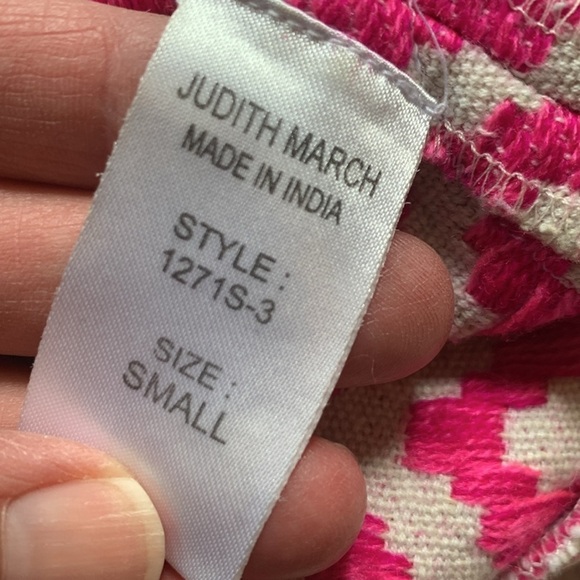 JUDITH MARCH
MADE IN INDIA
STYLE :
1271S-3
SIZE :
SMALL